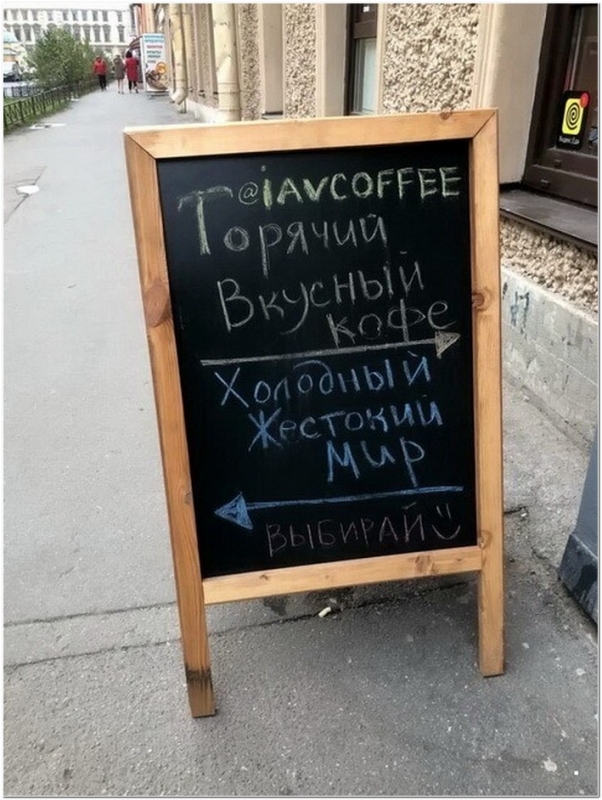 @iAVCOFFEE
Горячий
Вкусный
кофе
Холодный
Жестокий
Мир
ВЫБИРАЙ